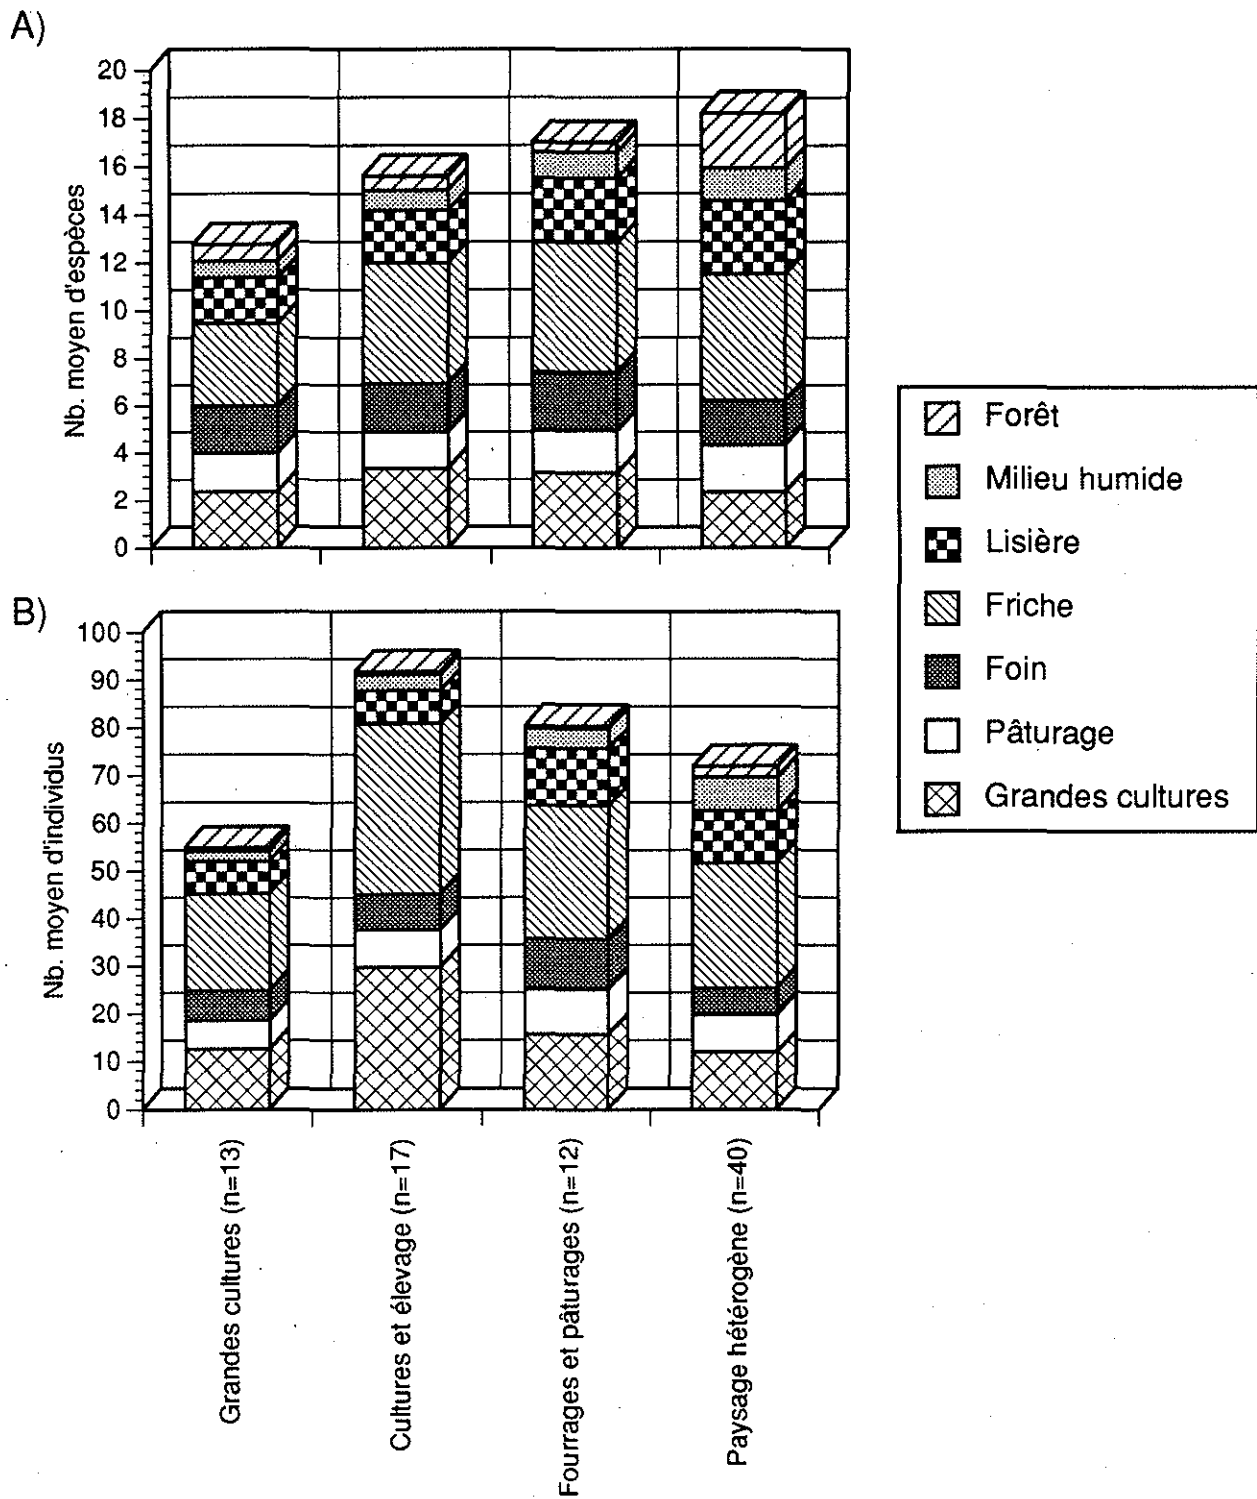 A)
Nb. moyen d'espèces
20
18
16
14
12
10
8
6
4
2
0
B)
Nb. moyen d'individus
100
90
80
70
60
50
40
30
20
10
0
Grandes cultures (n=13)
Cultures et élevage (n=17)
Fourrages et pâturages (n=12)
Paysage hétérogène (n=40)
Forêt
Milieu humide
Lisière
Friche
Foin
Pâturage
Grandes cultures